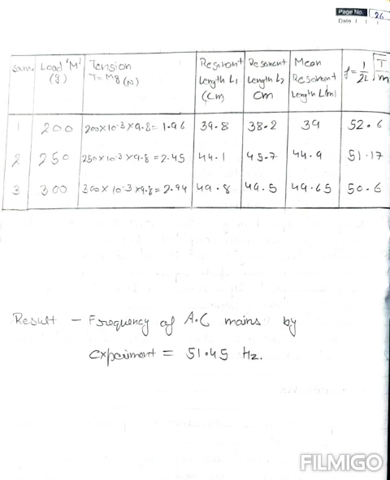 Page No. 26
Date
Load 'M' (g)
Tension T=Mg (N)
Resonant Length L1 (Cm)
Resonant Length L2 Cm
Mean Resonant Length L(m)
f = 1/2L √T/m
1 200 200×10-3×9.8=1.96 39.8 38.2 39 52.6
2 250 250×10-3×9.8=2.45 44.1 45.7 44.9 51.17
3 300 300×10-3×9.8=2.94 49.8 49.5 49.65 50.6
Result – Frequency of A.C mains by
expeiment = 51.45 Hz.
FILMIGO